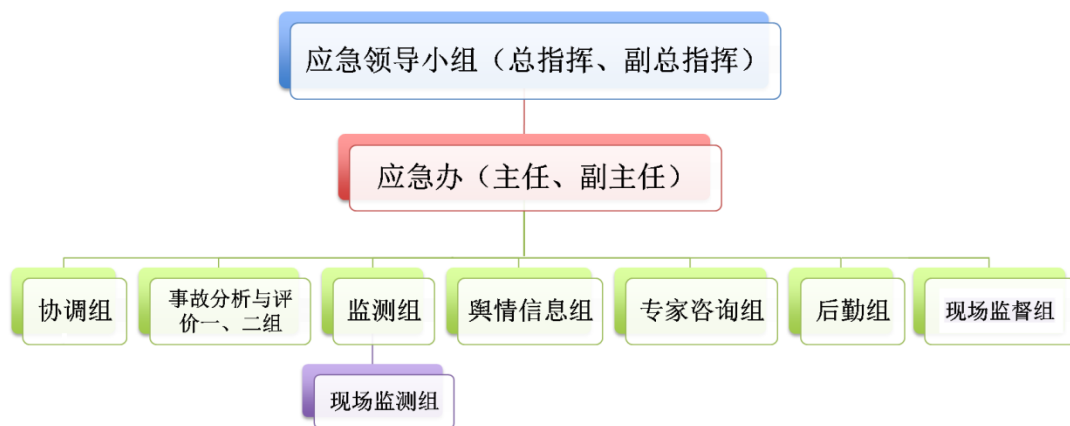 应急领导小组（总指挥、副总指挥）
应急办（主任、副主任）
协调组
事故分析与评
价一、二组
监测组
舆情信息组
专家咨询组
后勤组
现场监督组
现场监测组